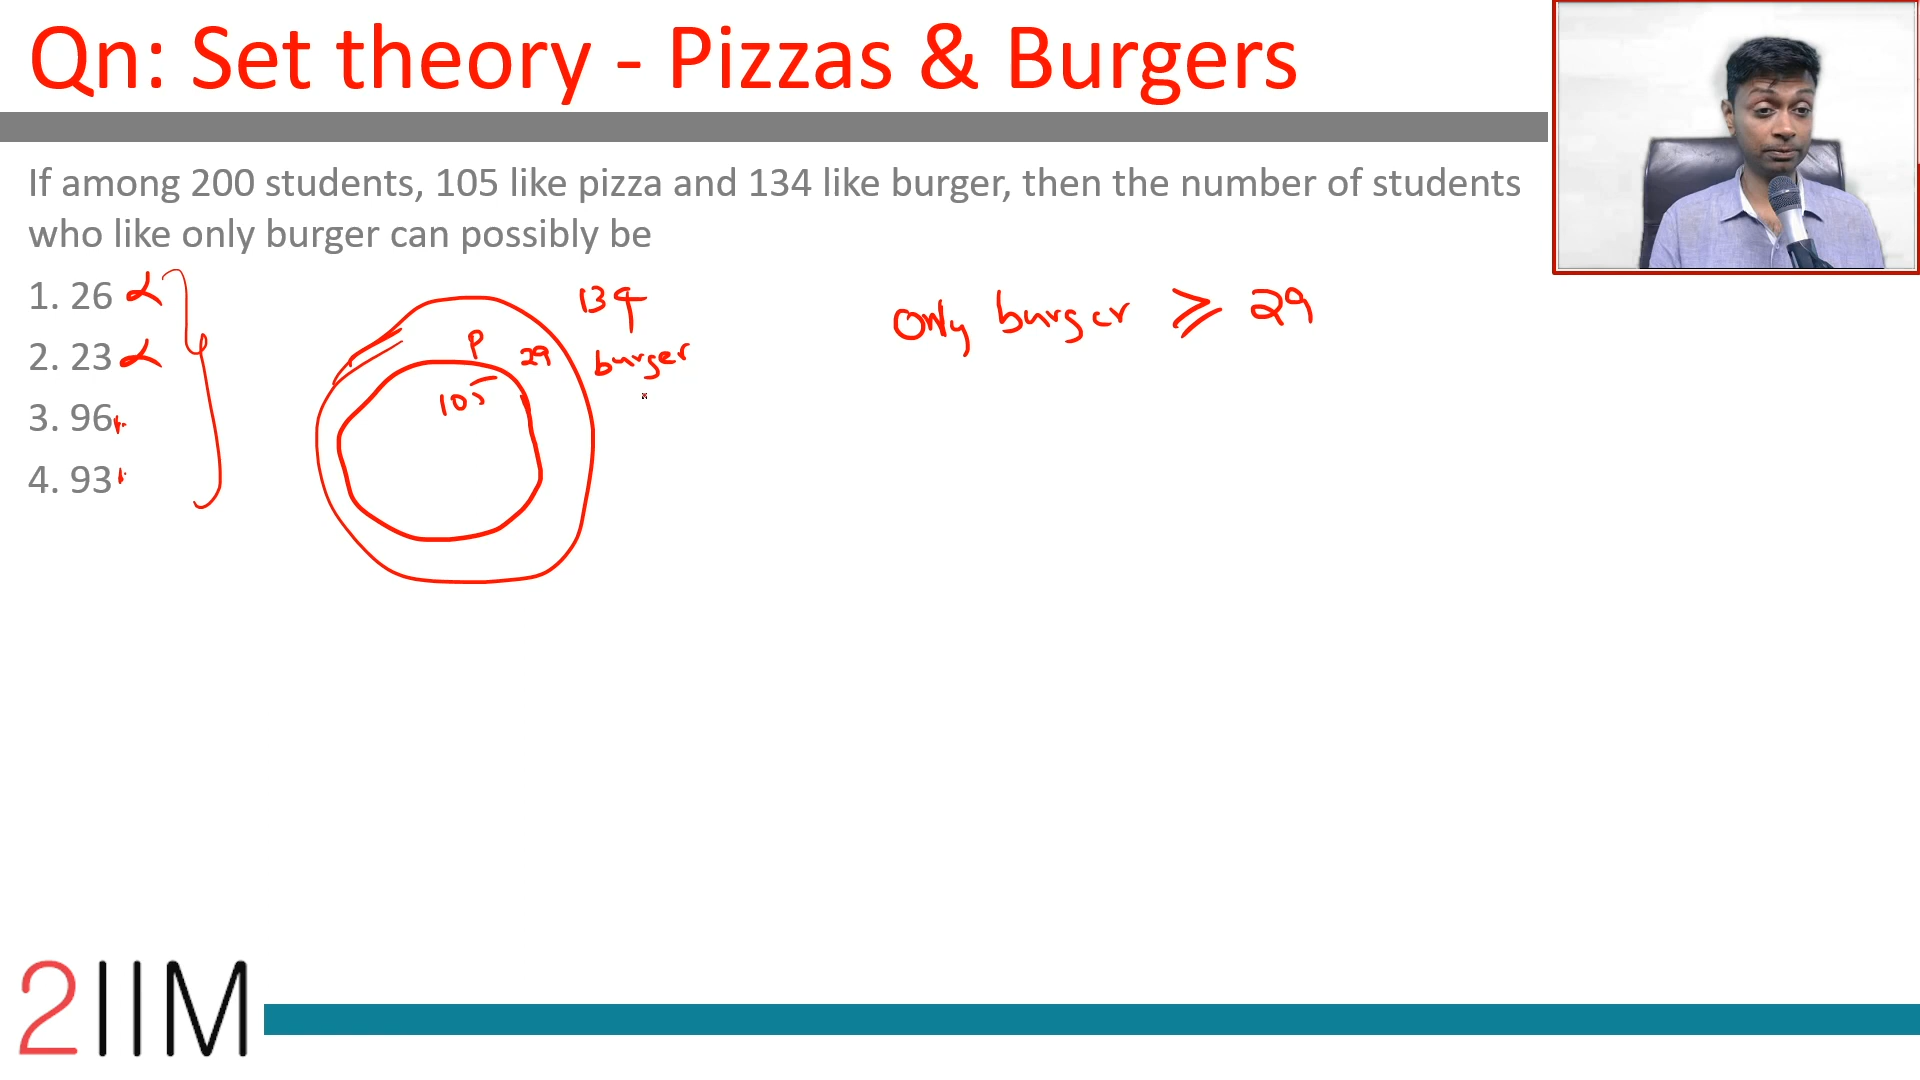 Qn: Set theory - Pizzas & Burgers
If among 200 students, 105 like pizza and 134 like burger, then the number of students
who like only burger can possibly be
1. 26
2. 23
3. 96
4. 93
134
burger
P
29
105
Only burger ⩾ 29
2IIM